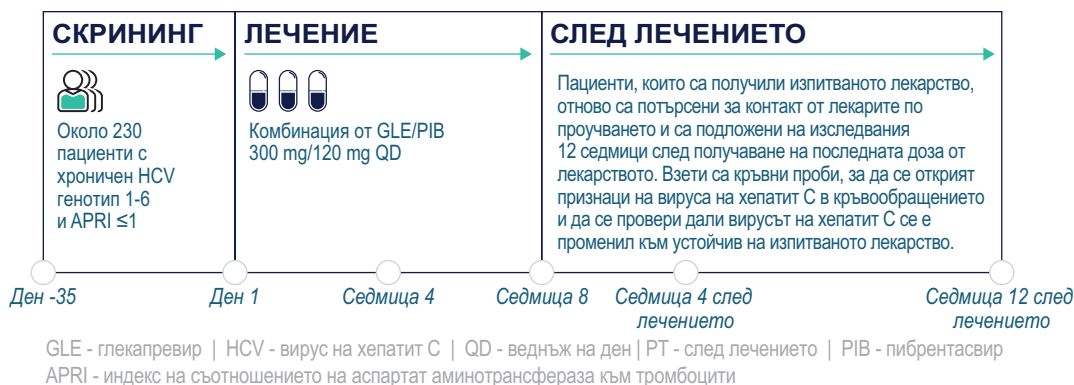 СКРИНИНГ
Около 230
пациенти с
хроничен HCV
генотип 1-6
и APRI ≤1
ЛЕЧЕНИЕ
Комбинация от GLE/PIB
300 mg/120 mg QD
СЛЕД ЛЕЧЕНИЕТО
Пациенти, които са получили изпитваното лекарство,
отново са потърсени за контакт от лекарите по
проучването и са подложени на изследвания
12 седмици след получаване на последната доза от
лекарството. Взети са кръвни проби, за да се открият
признаци на вируса на хепатит С в кръвообращението
и да се провери дали вирусът на хепатит С се е
променил към устойчив на изпитваното лекарство.
Ден -35
Ден 1
Седмица 4
Седмица 8
Седмица 4 след
лечението
Седмица 12 след
лечението
GLE - глекапревир | HCV - вирус на хепатит С | QD - веднъж на ден | PT - след лечението | PIB - пибрентасвир
APRI - индекс на съотношението на аспартат аминотрансфераза към тромбоцити